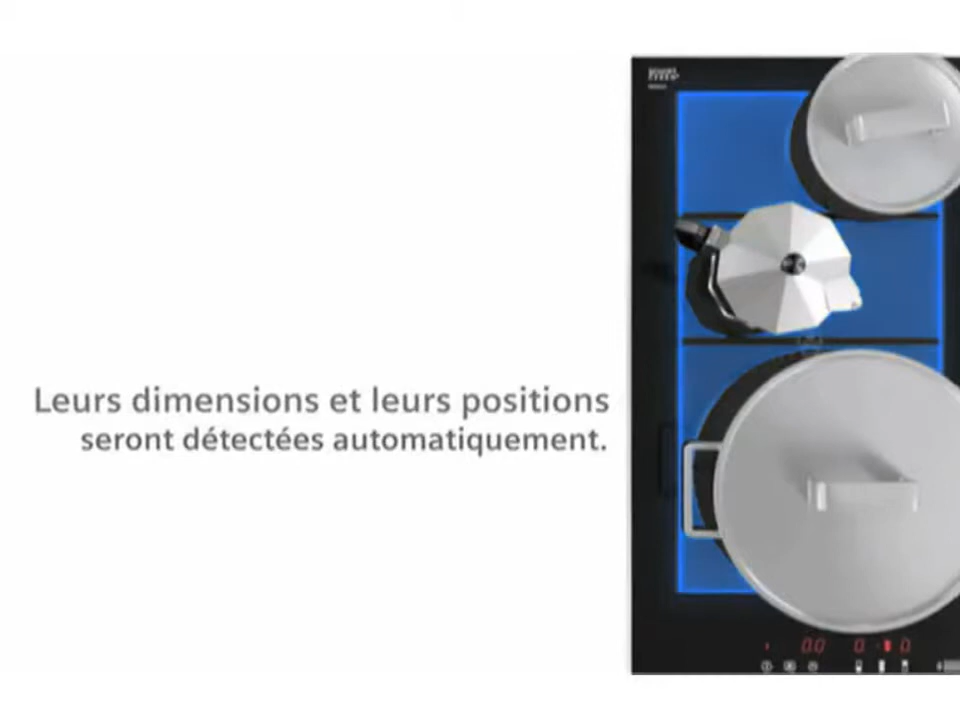 Leurs dimensions et leurs positions
seront détectées automatiquement.